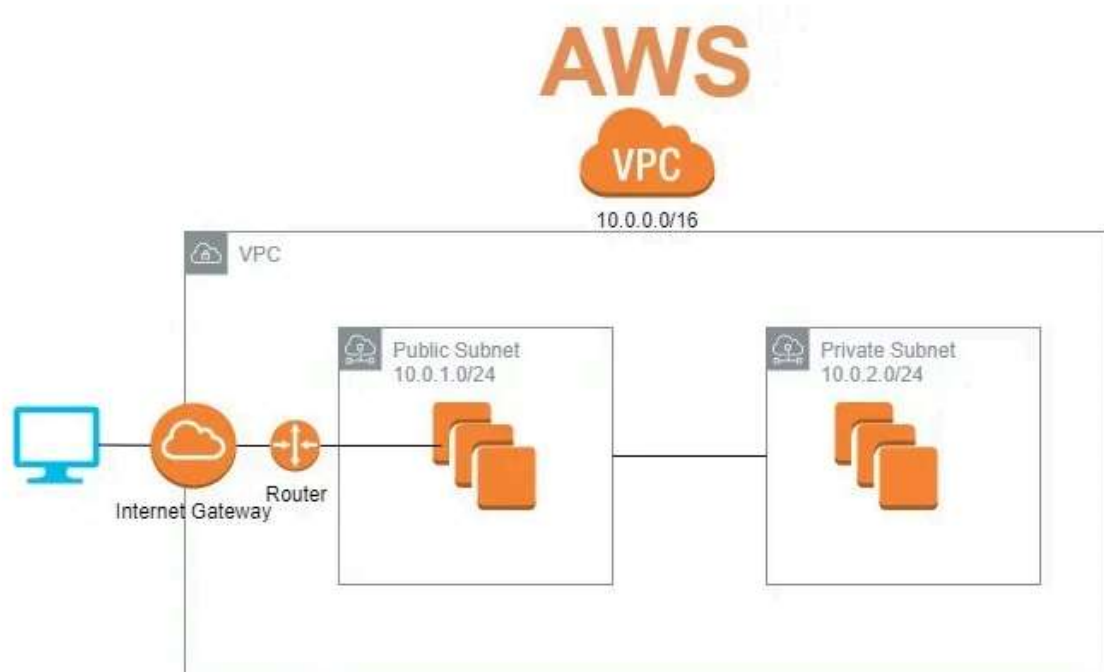 AWS
VPC
10.0.0.0/16
VPC
Public Subnet
10.0.1.0/24
Private Subnet
10.0.2.0/24
Internet Gateway
Router